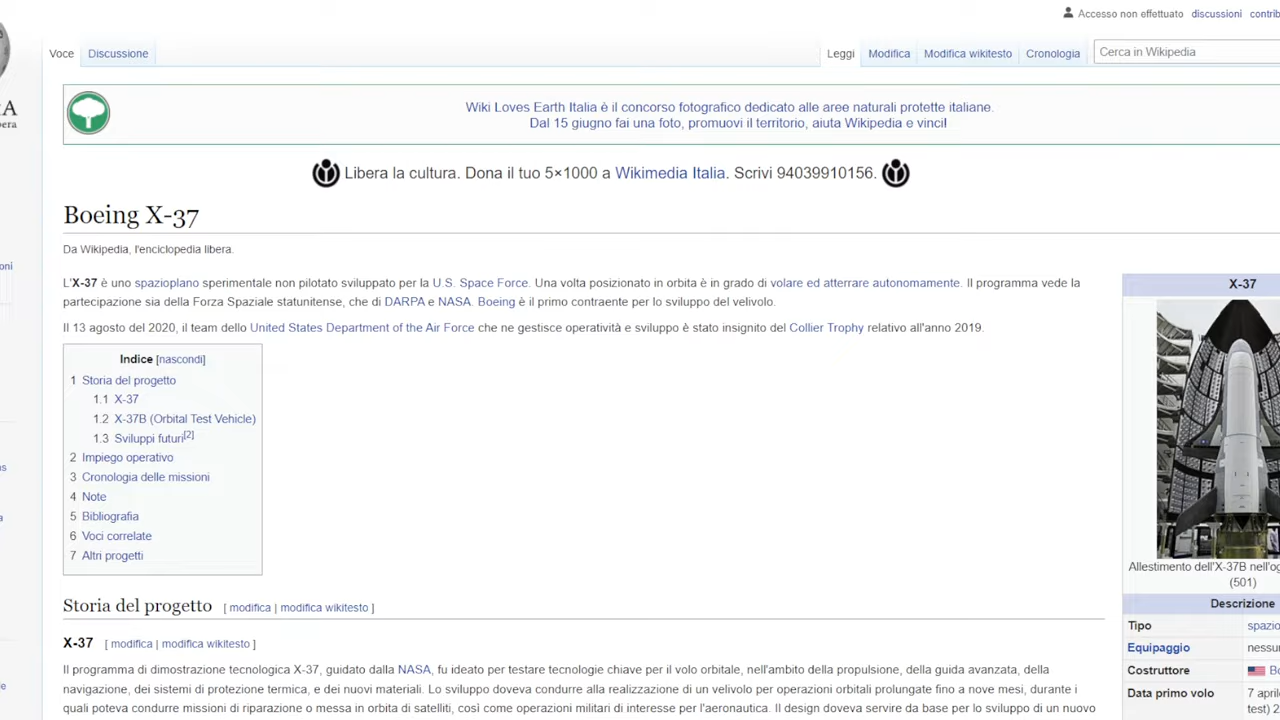 Accesso non effettuato discussioni contrib
Voce Discussione Leggi Modifica Modifica wikitesto Cronologia Cerca in Wikipedia
Wiki Loves Earth Italia è il concorso fotografico dedicato alle aree naturali protette italiane.
Dal 15 giugno fai una foto, promuovi il territorio, aiuta Wikipedia e vinci!
Libera la cultura. Dona il tuo 5×1000 a Wikimedia Italia. Scrivi 94039910156.
Boeing X-37
Da Wikipedia, l'enciclopedia libera.
L'X-37 è uno spazioplano sperimentale non pilotato sviluppato per la U.S. Space Force. Una volta posizionato in orbita è in grado di volare ed atterrare autonomamente. Il programma vede la
partecipazione sia della Forza Spaziale statunitense, che di DARPA e NASA. Boeing è il primo contraente per lo sviluppo del velivolo.
Il 13 agosto del 2020, il team dello United States Department of the Air Force che ne gestisce operatività e sviluppo è stato insignito del Collier Trophy relativo all'anno 2019.
Indice [nascondi]
1 Storia del progetto
1.1 X-37
1.2 X-37B (Orbital Test Vehicle)
1.3 Sviluppi futuri[2]
2 Impiego operativo
3 Cronologia delle missioni
4 Note
5 Bibliografia
6 Voci correlate
7 Altri progetti
Storia del progetto [ modifica | modifica wikitesto ]
X-37 [ modifica | modifica wikitesto ]
Il programma di dimostrazione tecnologica X-37, guidato dalla NASA, fu ideato per testare tecnologie chiave per il volo orbitale, nell'ambito della propulsione, della guida avanzata, della
navigazione, dei sistemi di protezione termica, e dei nuovi materiali. Lo sviluppo doveva condurre alla realizzazione di un velivolo per operazioni orbitali prolungate fino a nove mesi, durante i
quali poteva condurre missioni di riparazione o messa in orbita di satelliti, così come operazioni militari di interesse per l'aeronautica. Il design doveva servire da base per lo sviluppo di un nuovo
X-37
Allestimento dell'X-37B nell'og
(501)
Descrizione
Tipo spazio
Equipaggio nessu
Costruttore Bo
Data primo volo 7 aprile
test) 2